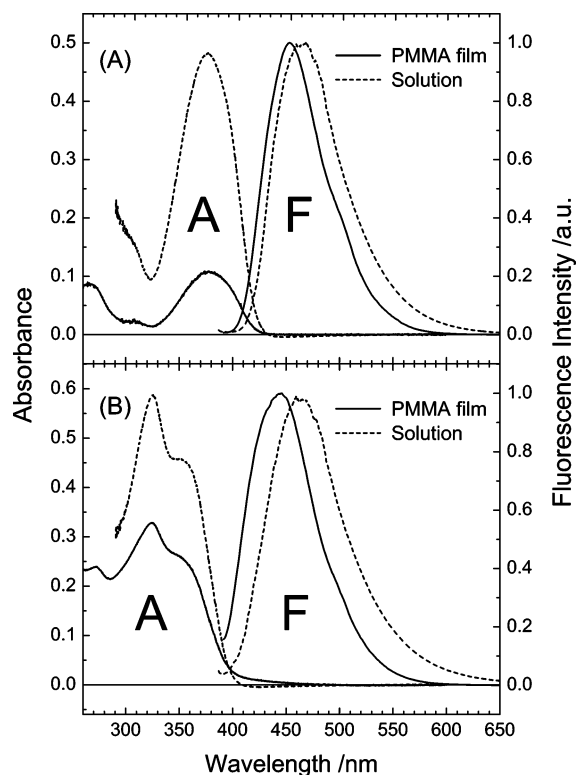 (A)
PMMA film
Solution
A
F
0.5
0.4
0.3
0.2
0.1
0.0
1.0
0.8
0.6
0.4
0.2
0.0
Absorbance
Fluorescence Intensity /a.u.
(B)
PMMA film
Solution
A
F
0.6
0.5
0.4
0.3
0.2
0.1
0.0
1.0
0.8
0.6
0.4
0.2
0.0
300 350 400 450 500 550 600 650
Wavelength /nm